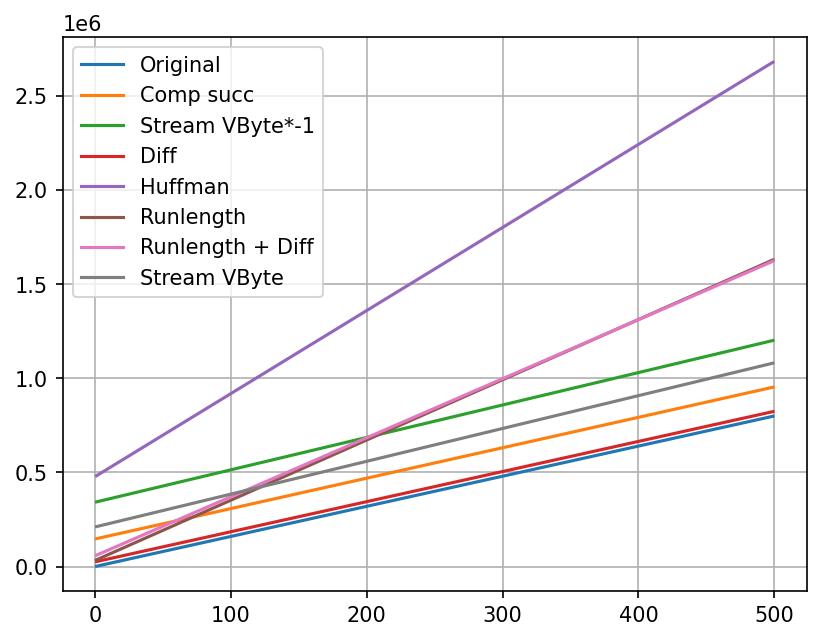 1e6
Original
Comp succ
Stream VByte*-1
Diff
Huffman
Runlength
Runlength + Diff
Stream VByte
2.5
2.0
1.5
1.0
0.5
0.0
0 100 200 300 400 500